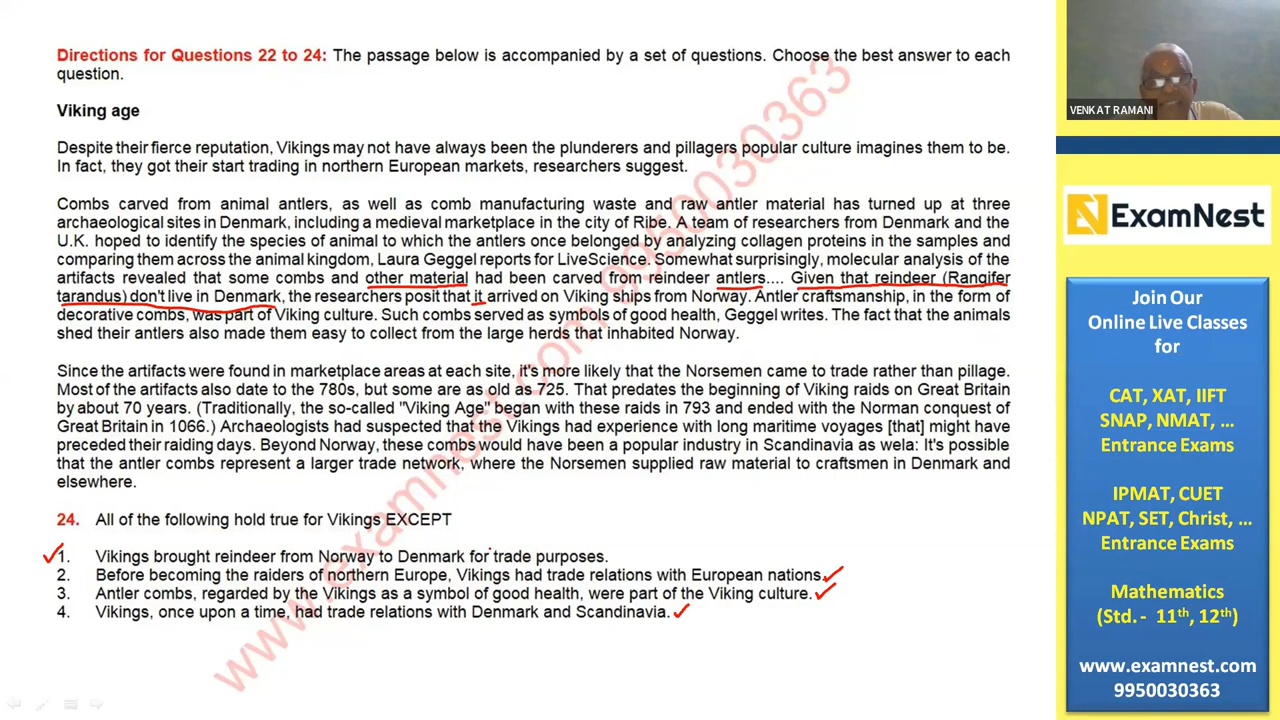 Directions for Questions 22 to 24: The passage below is accompanied by a set of questions. Choose the best answer to each
question.
Viking age
Despite their fierce reputation, Vikings may not have always been the plunderers and pillagers popular culture imagines them to be.
In fact, they got their start trading in northern European markets, researchers suggest.
Combs carved from animal antlers, as well as comb manufacturing waste and raw antler material has turned up at three
archaeological sites in Denmark, including a medieval marketplace in the city of Ribe. A team of researchers from Denmark and the
U.K. hoped to identify the species of animal to which the antlers once belonged by analyzing collagen proteins in the samples and
comparing them across the animal kingdom, Laura Geggel reports for LiveScience. Somewhat surprisingly, molecular analysis of the
artifacts revealed that some combs and other material had been carved from reindeer antlers.... Given that reindeer (Rangifer
tarandus) don't live in Denmark, the researchers posit that it arrived on Viking ships from Norway. Antler craftsmanship, in the form of
decorative combs, was part of Viking culture. Such combs served as symbols of good health, Geggel writes. The fact that the animals
shed their antlers also made them easy to collect from the large herds that inhabited Norway.
Since the artifacts were found in marketplace areas at each site, it's more likely that the Norsemen came to trade rather than pillage.
Most of the artifacts also date to the 780s, but some are as old as 725. That predates the beginning of Viking raids on Great Britain
by about 70 years. (Traditionally, the so-called "Viking Age" began with these raids in 793 and ended with the Norman conquest of
Great Britain in 1066.) Archaeologists had suspected that the Vikings had experience with long maritime voyages [that] might have
preceded their raiding days. Beyond Norway, these combs would have been a popular industry in Scandinavia as wela: It's possible
that the antler combs represent a larger trade network, where the Norsemen supplied raw material to craftsmen in Denmark and
elsewhere.
24. All of the following hold true for Vikings EXCEPT
1. Vikings brought reindeer from Norway to Denmark for trade purposes.
2. Before becoming the raiders of northern Europe, Vikings had trade relations with European nations.
3. Antler combs, regarded by the Vikings as a symbol of good health, were part of the Viking culture.
4. Vikings, once upon a time, had trade relations with Denmark and Scandinavia.
www.examnest.com 9950030363
VENKAT RAMANI
ExamNest
Join Our
Online Live Classes
for
CAT, XAT, IIFT
SNAP, NMAT, ...
Entrance Exams
IPMAT, CUET
NPAT, SET, Christ, ...
Entrance Exams
Mathematics
(Std. - 11th, 12th)
www.examnest.com
9950030363